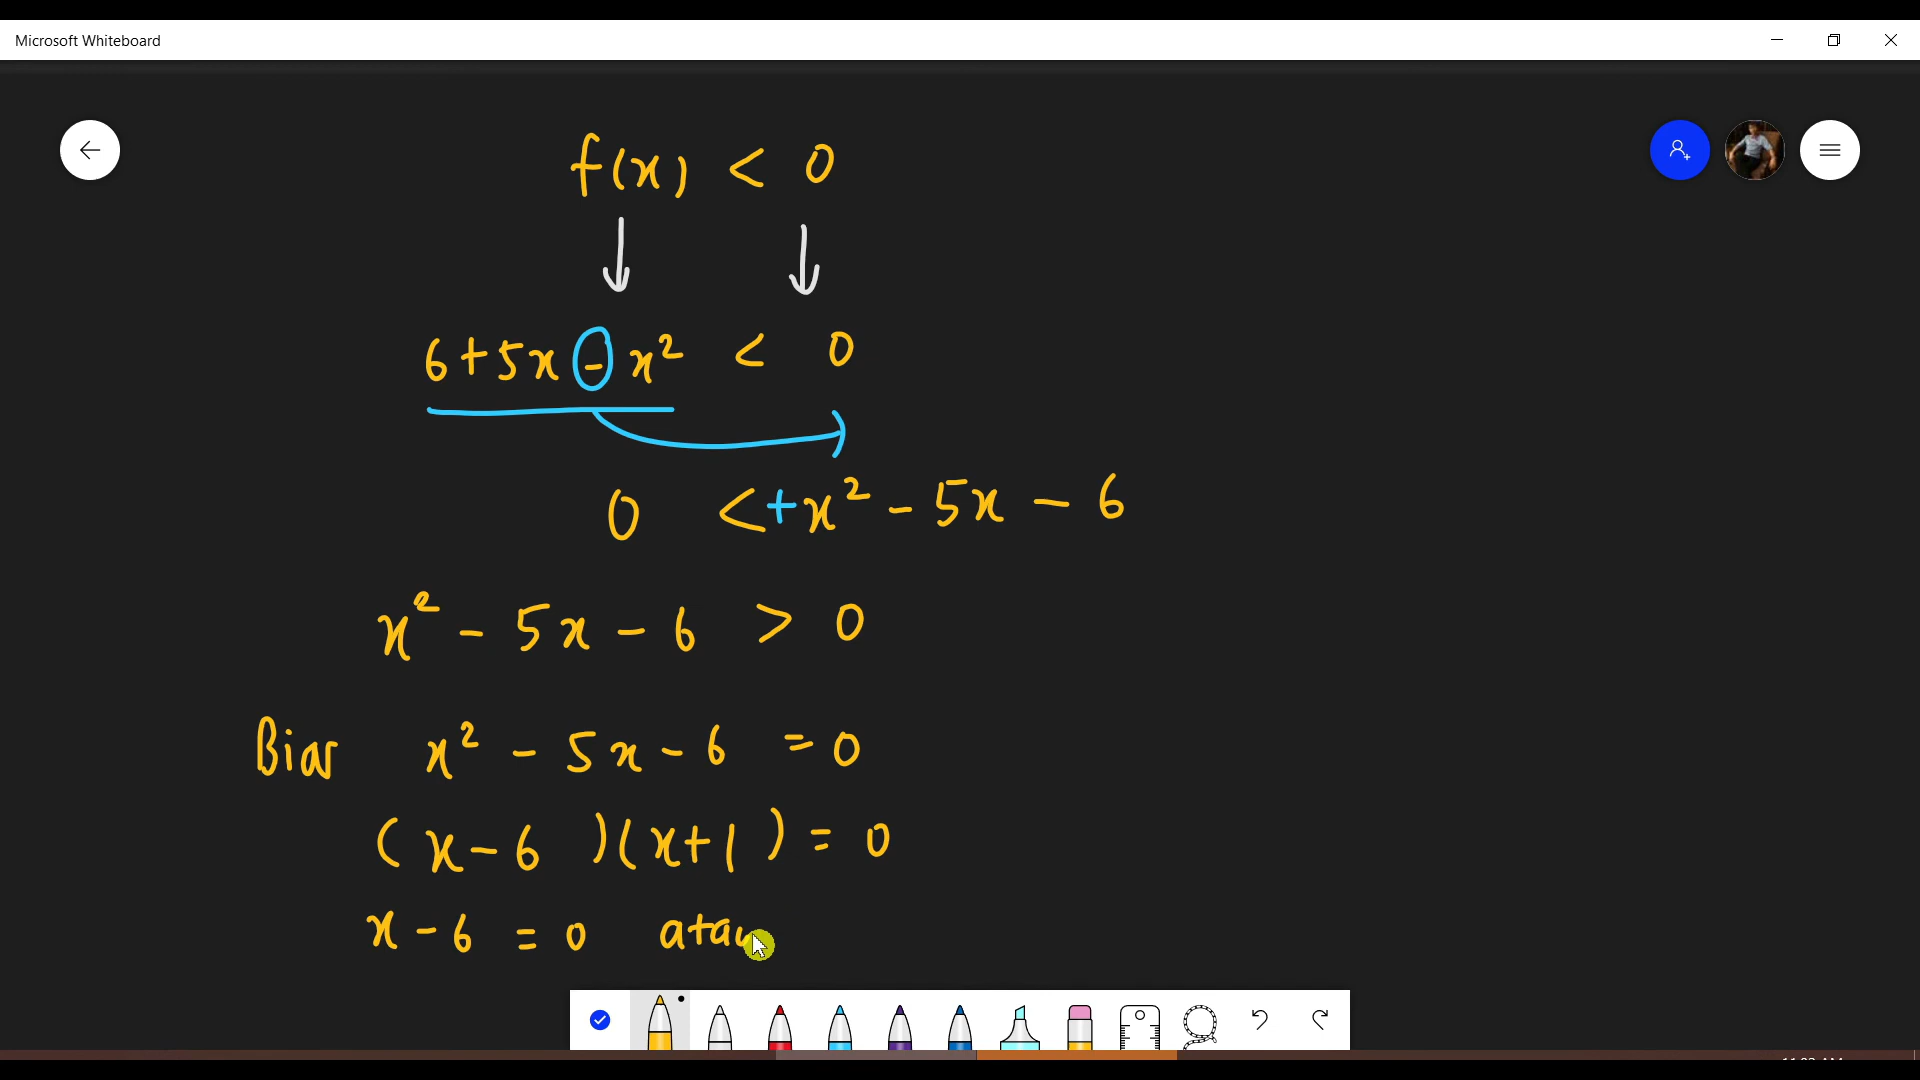 Microsoft Whiteboard
f(x) < 0
6 + 5x - x² < 0
0 < + x² - 5x - 6
x² - 5x - 6 > 0
Biar x² - 5x - 6 = 0
(x - 6)(x + 1) = 0
x - 6 = 0 atau